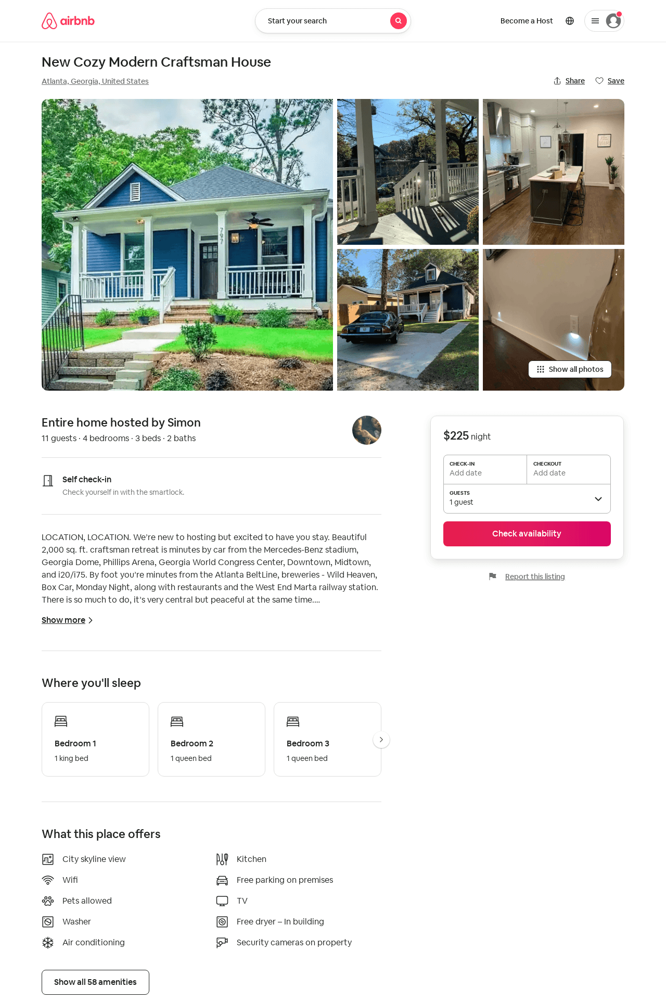 airbnb
Start your search
Become a Host
New Cozy Modern Craftsman House
Atlanta, Georgia, United States
Share
Save
797
Show all photos
Entire home hosted by Simon
11 guests · 4 bedrooms · 3 beds · 2 baths
Self check-in
Check yourself in with the smartlock.
LOCATION, LOCATION. We’re new to hosting but excited to have you stay. Beautiful
2,000 sq. ft. craftsman retreat is minutes by car from the Mercedes-Benz stadium,
Georgia Dome, Phillips Arena, Georgia World Congress Center, Downtown, Midtown,
and i20/i75. By foot you’re minutes from the Atlanta BeltLine, breweries - Wild Heaven,
Box Car, Monday Night, along with restaurants and the West End Marta railway station.
There is so much to do, it’s very central but peaceful at the same time....
Show more
$225 night
CHECK-IN
Add date
CHECKOUT
Add date
GUESTS
1 guest
Check availability
Report this listing
Where you'll sleep
Bedroom 1
1 king bed
Bedroom 2
1 queen bed
Bedroom 3
1 queen bed
What this place offers
City skyline view
Kitchen
Wifi
Free parking on premises
Pets allowed
TV
Washer
Free dryer – In building
Air conditioning
Security cameras on property
Show all 58 amenities